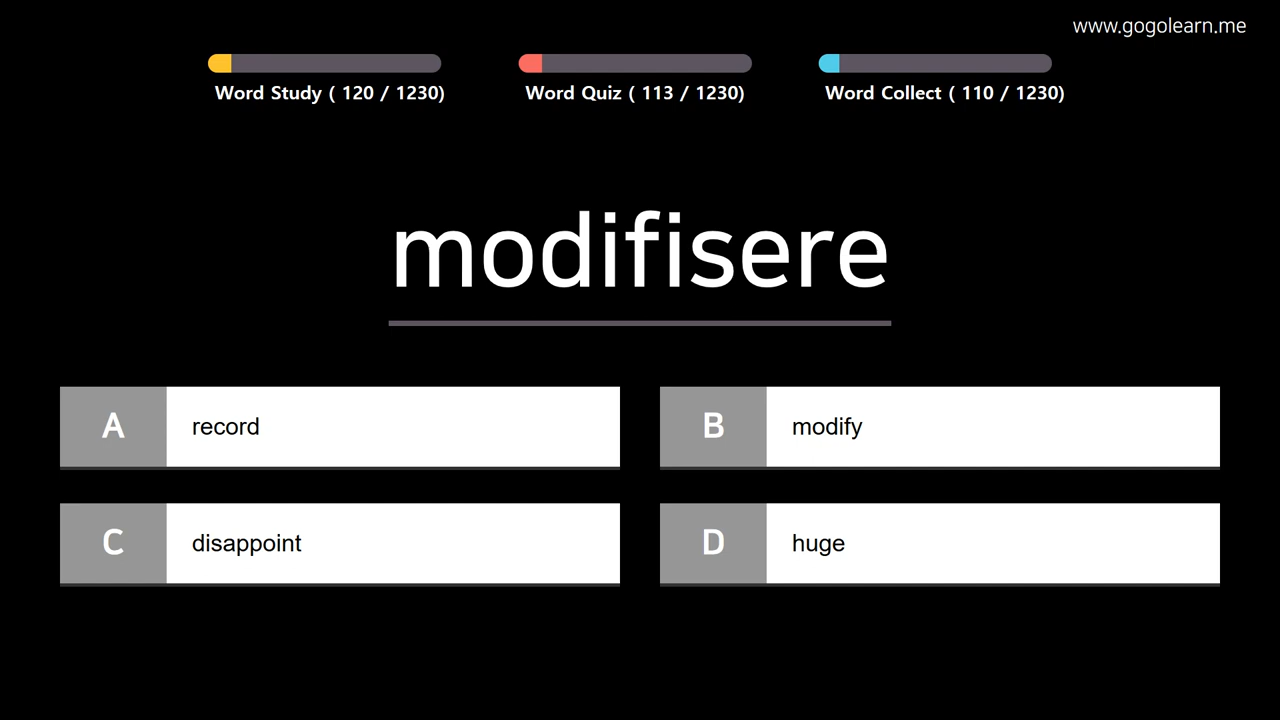 www.gogolearn.me
Word Study ( 120 / 1230)
Word Quiz ( 113 / 1230)
Word Collect ( 110 / 1230)
modifisere
A
record
B
modify
C
disappoint
D
huge